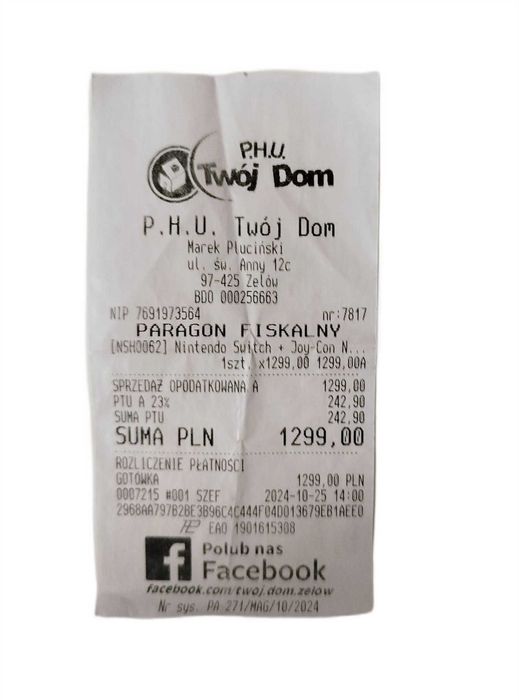 P.H.U.
Twój Dom
P.H.U. Twój Dom
Marek Pluciński
ul. św. Anny 12c
97-425 Zelów
BDO 000256663
NIP 7691973564 nr:7817
PARAGON FISKALNY
[NSH0062] Nintendo Switch + Joy-Con N...
1szt. x1299,00 1299,00A
SPRZEDAŻ OPODATKOWANA A 1299,00
PTU A 23% 242,90
SUMA PTU 242,90
SUMA PLN 1299,00
ROZLICZENIE PŁATNOŚCI
GOTÓWKA 1299,00 PLN
0007215 #001 SZEF 2024-10-25 14:00
2968AA797B2BE3B96C4C444F04D013679EB1AEE0
EAO 1901615308
Polub nas
Facebook
facebook.com/twoj.dom.zelow
Nr sys. PA 271/MAG/10/2024